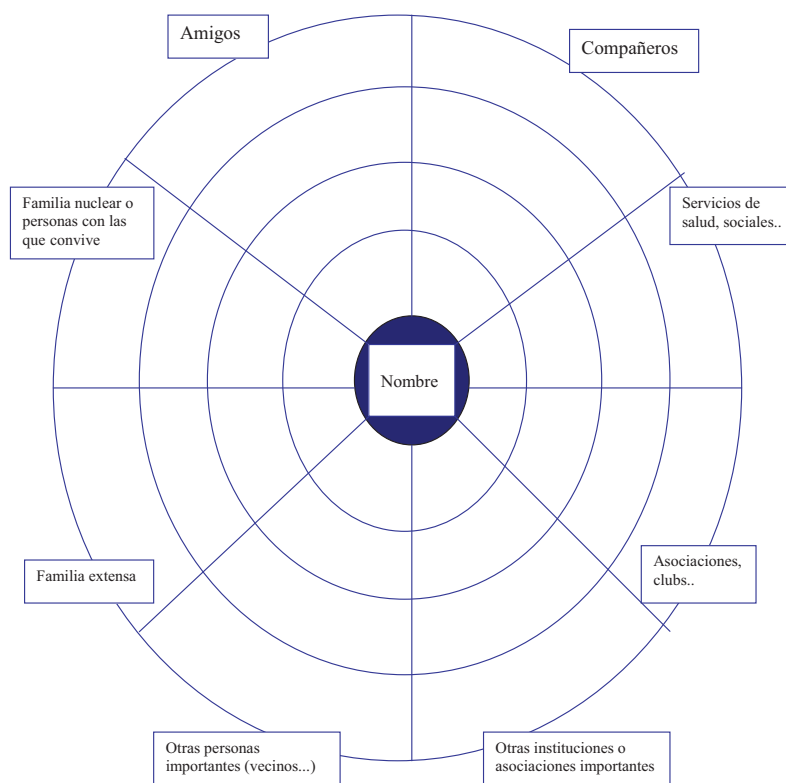 Amigos
Compañeros
Familia nuclear o
personas con las
que convive
Servicios de
salud, sociales..
Nombre
Familia extensa
Asociaciones,
clubs..
Otras personas
importantes (vecinos...)
Otras instituciones o
asociaciones importantes